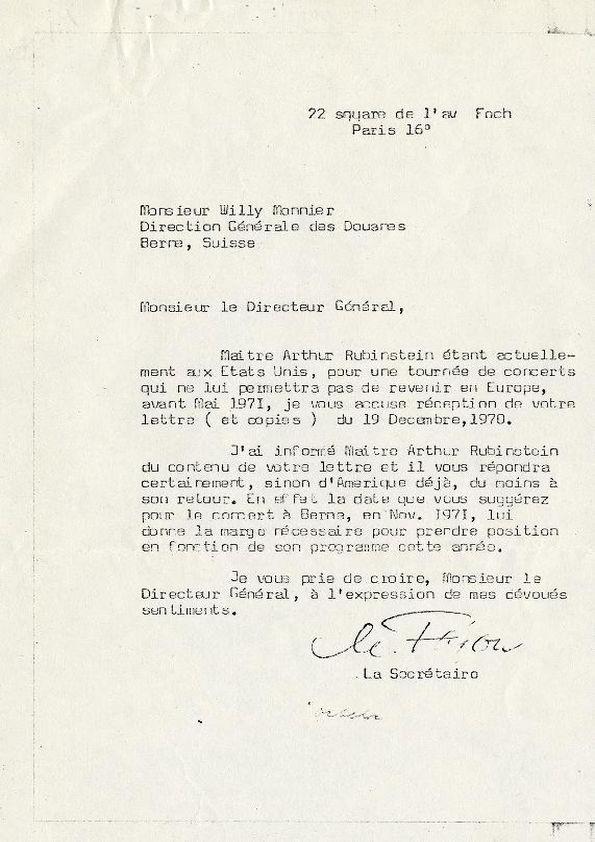 22 square de l'av Foch
Paris 16°
Monsieur Willy Monnier
Direction Générale des Douanes
Berne, Suisse
Monsieur le Directeur Général,
Maitre Arthur Rubinstein étant actuelle-
ment aux Etats Unis, pour une tournée de concerts
qui ne lui permettra pas de revenir en Europe,
avant Mai 1971, je vous accuse réception de votre
lettre ( et copies ) du 19 Decembre,1970.
J'ai informé Maitre Arthur Rubinstein
du contenu de votre lettre et il vous répondra
certainement, sinon d'Amerique déjà, du moins à
son retour. En effet la date que vous suggérez
pour le concert à Berne, en Nov. 1971, lui
donne la marge nécessaire pour prendre position
en fonction de son programme cette année.
Je vous prie de croire, Monsieur le
Directeur Général, à l'expression de mes dévoués
sentiments.
La Secrétaire